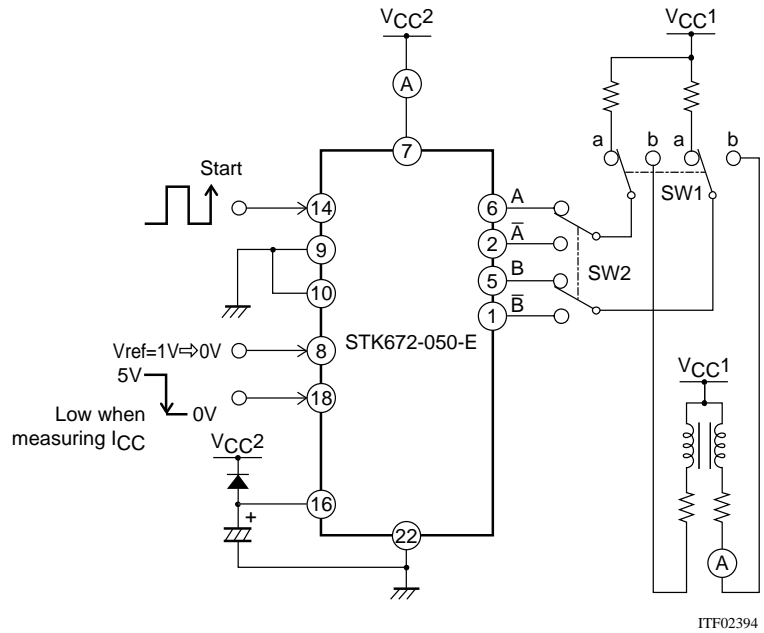 VCC2
VCC1
A
a
b
a
b
7
Start
SW1
14
6
A
9
2
A̅
SW2
5
B
10
1
B̅
STK672-050-E
Vref=1V⇨0V
8
5V
18
0V
Low when
measuring ICC
VCC2
VCC1
16
+
22
A
ITF02394